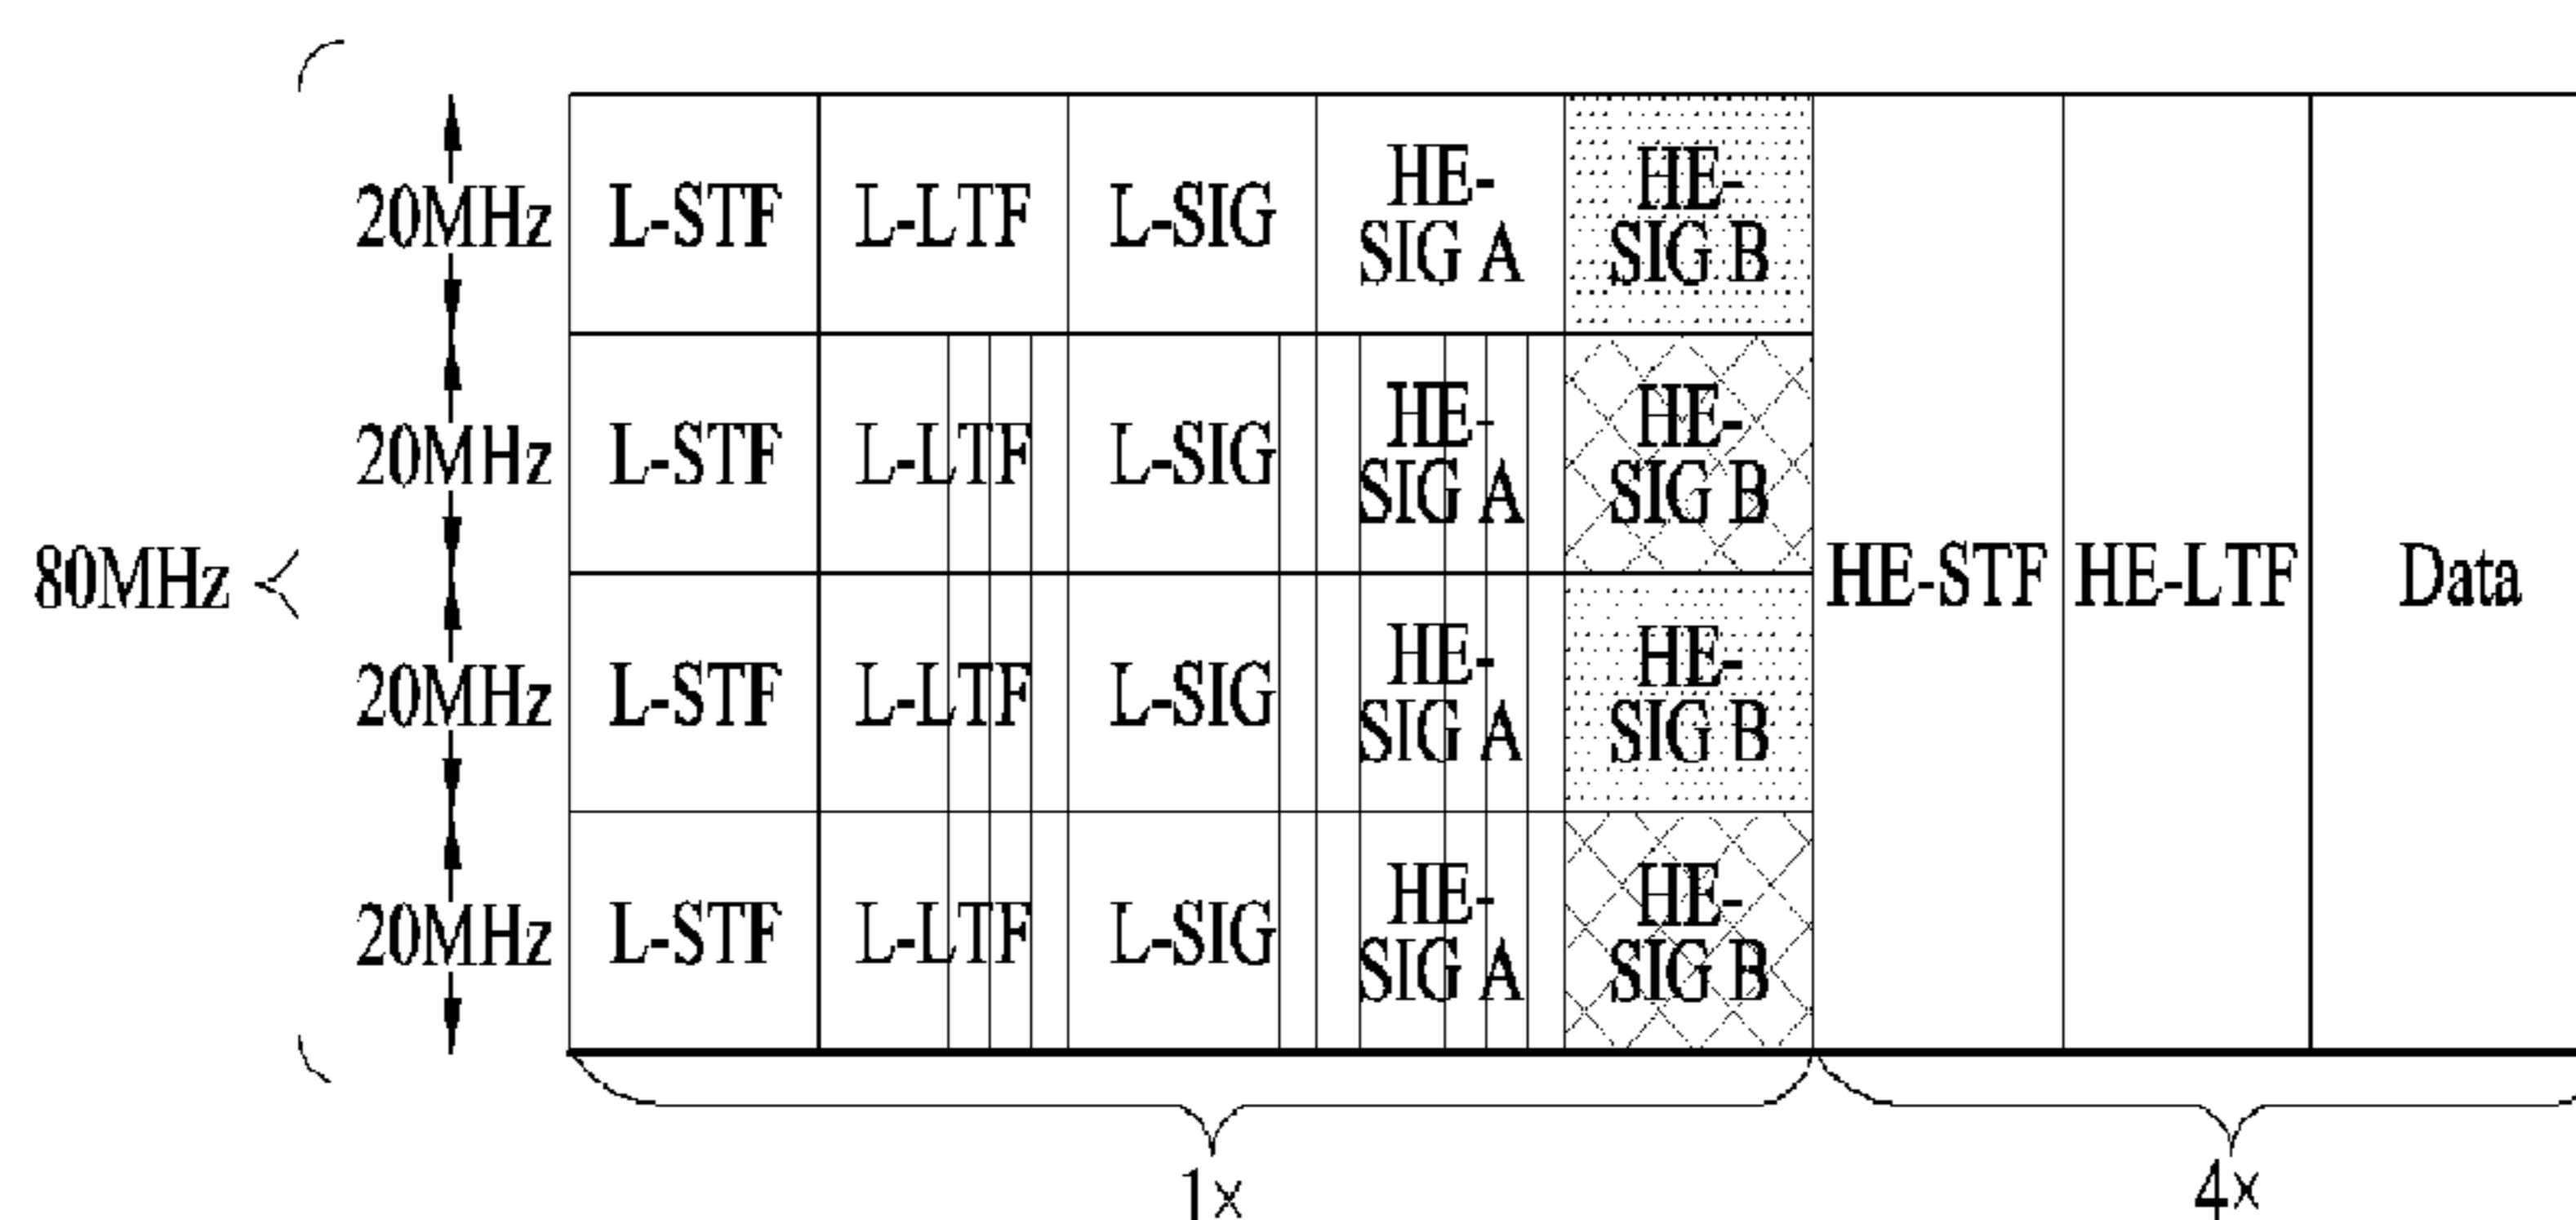 20MHz L-STF L-LTF L-SIG HE-SIG A HE-SIG B
20MHz L-STF L-LTF L-SIG HE-SIG A HE-SIG B
80MHz HE-STF HE-LTF Data
20MHz L-STF L-LTF L-SIG HE-SIG A HE-SIG B
20MHz L-STF L-LTF L-SIG HE-SIG A HE-SIG B
1× 4×